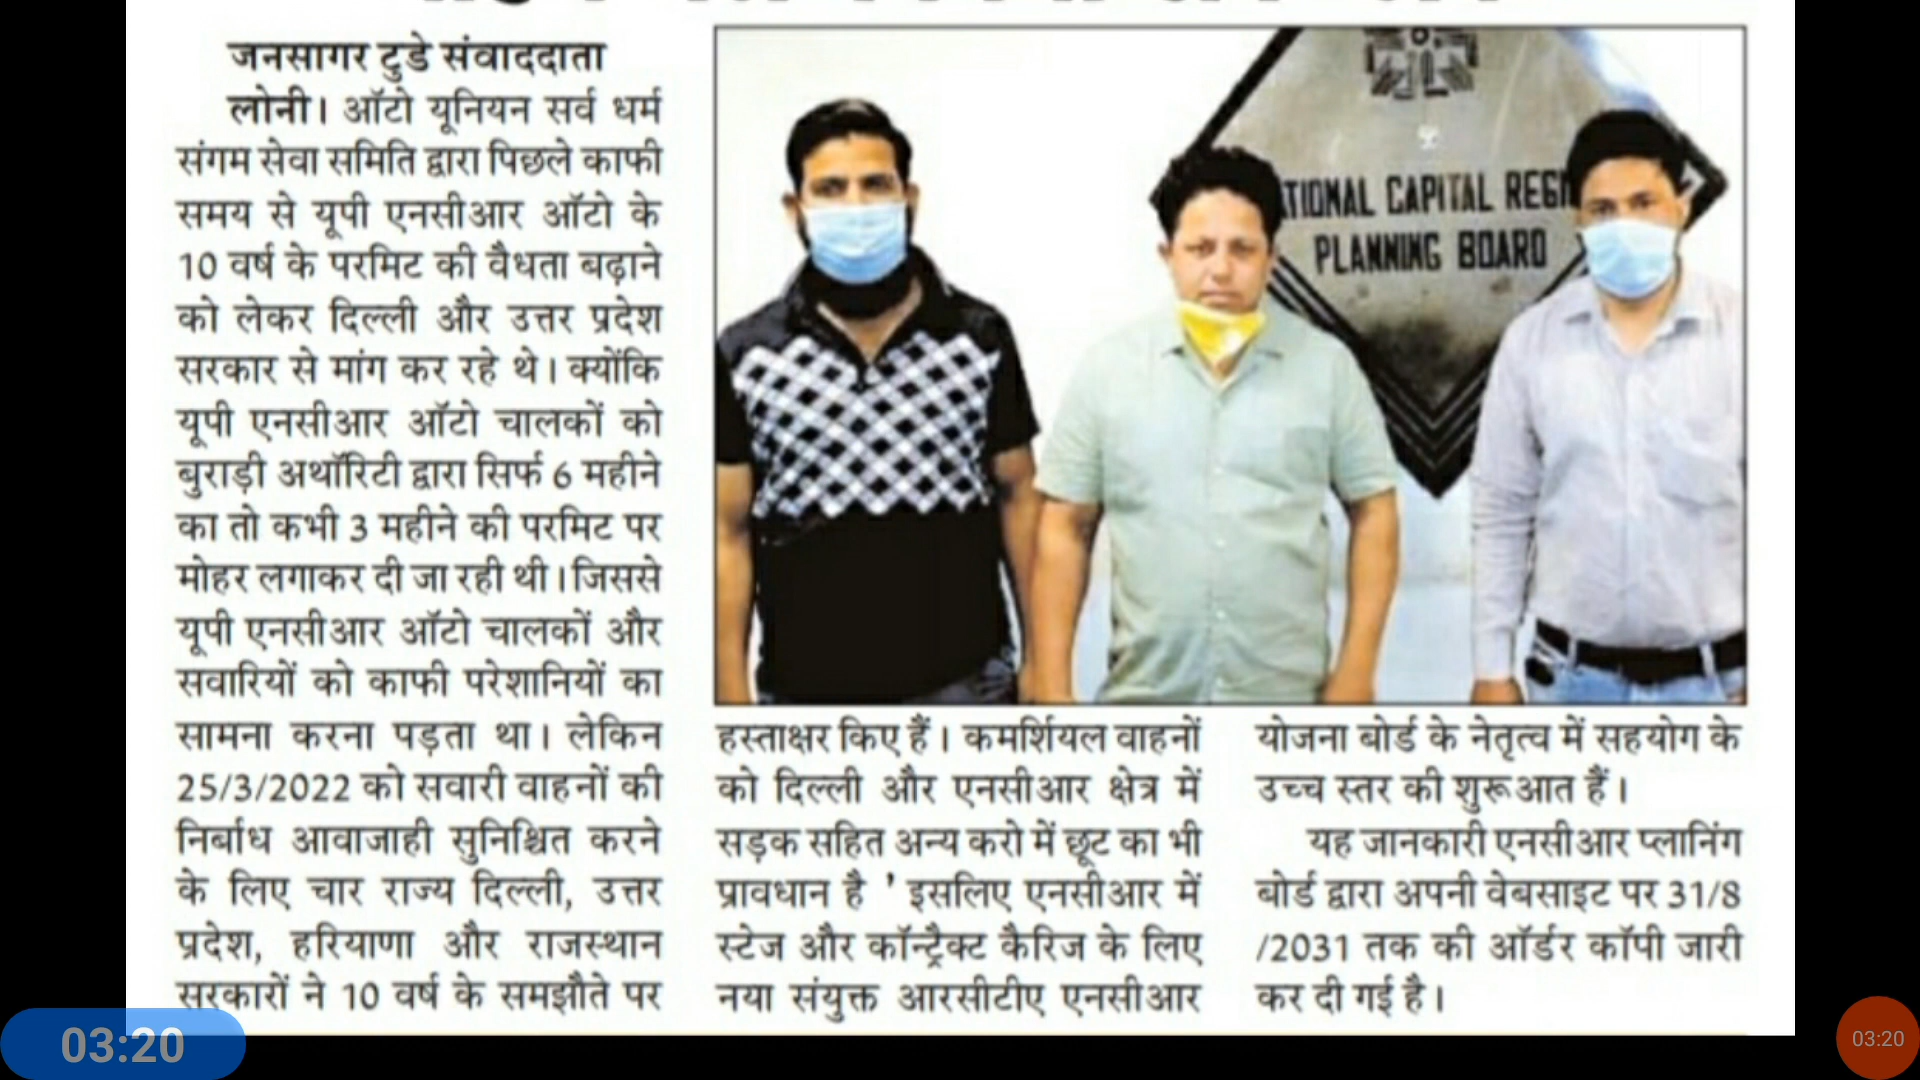 जनसागर टुडे संवाददाता
लोनी। ऑटो यूनियन सर्व धर्म
संगम सेवा समिति द्वारा पिछले काफी
समय से यूपी एनसीआर ऑटो के
10 वर्ष के परमिट की वैधता बढ़ाने
को लेकर दिल्ली और उत्तर प्रदेश
सरकार से मांग कर रहे थे। क्योंकि
यूपी एनसीआर ऑटो चालकों को
बुराड़ी अथॉरिटी द्वारा सिर्फ 6 महीने
का तो कभी 3 महीने की परमिट पर
मोहर लगाकर दी जा रही थी।जिससे
यूपी एनसीआर ऑटो चालकों और
सवारियों को काफी परेशानियों का
सामना करना पड़ता था। लेकिन
25/3/2022 को सवारी वाहनों की
निर्बाध आवाजाही सुनिश्चित करने
के लिए चार राज्य दिल्ली, उत्तर
प्रदेश, हरियाणा और राजस्थान
सरकारों ने 10 वर्ष के समझौते पर
TIONAL CAPITAL REGI
PLANNING BOARD
हस्ताक्षर किए हैं। कमर्शियल वाहनों
को दिल्ली और एनसीआर क्षेत्र में
सड़क सहित अन्य करो में छूट का भी
प्रावधान है ' इसलिए एनसीआर में
स्टेज और कॉन्ट्रैक्ट कैरिज के लिए
नया संयुक्त आरसीटीए एनसीआर
योजना बोर्ड के नेतृत्व में सहयोग के
उच्च स्तर की शुरूआत हैं।
यह जानकारी एनसीआर प्लानिंग
बोर्ड द्वारा अपनी वेबसाइट पर 31/8
/2031 तक की ऑर्डर कॉपी जारी
कर दी गई है।
03:20
03:20